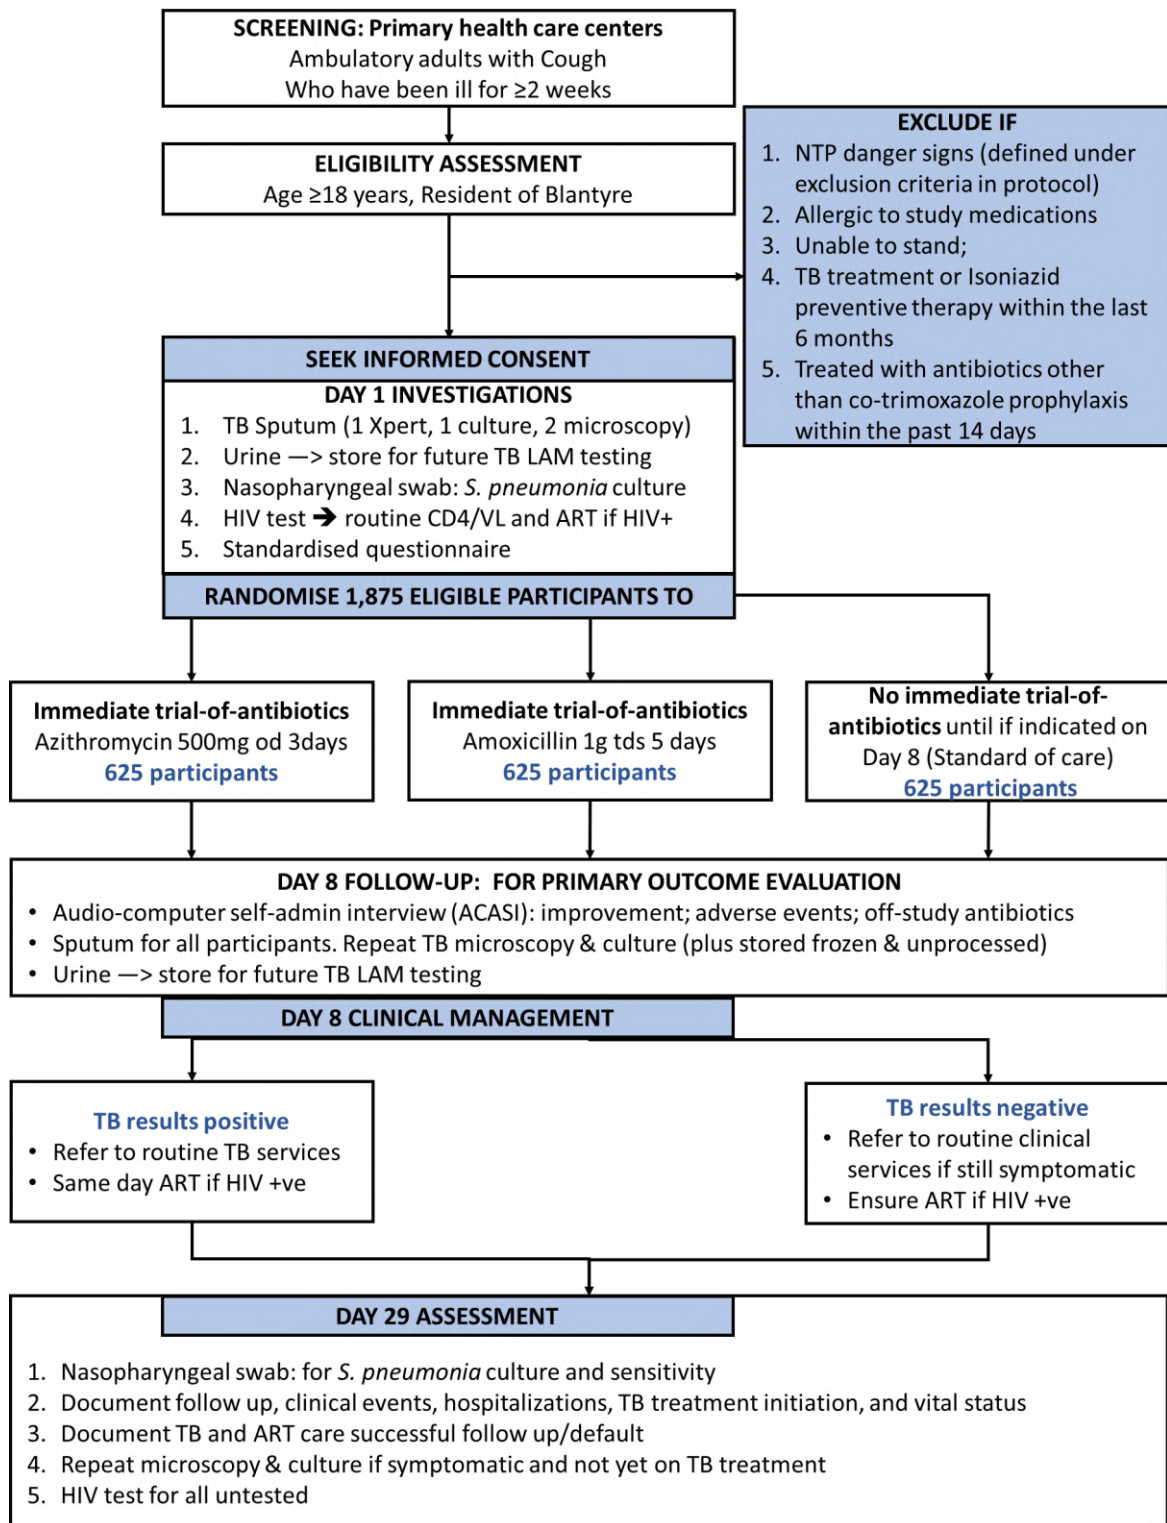 SCREENING: Primary health care centers
Ambulatory adults with Cough
Who have been ill for ≥2 weeks
ELIGIBILITY ASSESSMENT
Age ≥18 years, Resident of Blantyre
EXCLUDE IF
1. NTP danger signs (defined under
exclusion criteria in protocol)
2. Allergic to study medications
3. Unable to stand;
4. TB treatment or Isoniazid
preventive therapy within the last
6 months
5. Treated with antibiotics other
than co-trimoxazole prophylaxis
within the past 14 days
SEEK INFORMED CONSENT
DAY 1 INVESTIGATIONS
1. TB Sputum (1 Xpert, 1 culture, 2 microscopy)
2. Urine —> store for future TB LAM testing
3. Nasopharyngeal swab: S. pneumonia culture
4. HIV test ➔ routine CD4/VL and ART if HIV+
5. Standardised questionnaire
RANDOMISE 1,875 ELIGIBLE PARTICIPANTS TO
Immediate trial-of-antibiotics
Azithromycin 500mg od 3days
625 participants
Immediate trial-of-antibiotics
Amoxicillin 1g tds 5 days
625 participants
No immediate trial-of-
antibiotics until if indicated on
Day 8 (Standard of care)
625 participants
DAY 8 FOLLOW-UP: FOR PRIMARY OUTCOME EVALUATION
• Audio-computer self-admin interview (ACASI): improvement; adverse events; off-study antibiotics
• Sputum for all participants. Repeat TB microscopy & culture (plus stored frozen & unprocessed)
• Urine —> store for future TB LAM testing
DAY 8 CLINICAL MANAGEMENT
TB results positive
• Refer to routine TB services
• Same day ART if HIV +ve
TB results negative
• Refer to routine clinical
services if still symptomatic
• Ensure ART if HIV +ve
DAY 29 ASSESSMENT
1. Nasopharyngeal swab: for S. pneumonia culture and sensitivity
2. Document follow up, clinical events, hospitalizations, TB treatment initiation, and vital status
3. Document TB and ART care successful follow up/default
4. Repeat microscopy & culture if symptomatic and not yet on TB treatment
5. HIV test for all untested